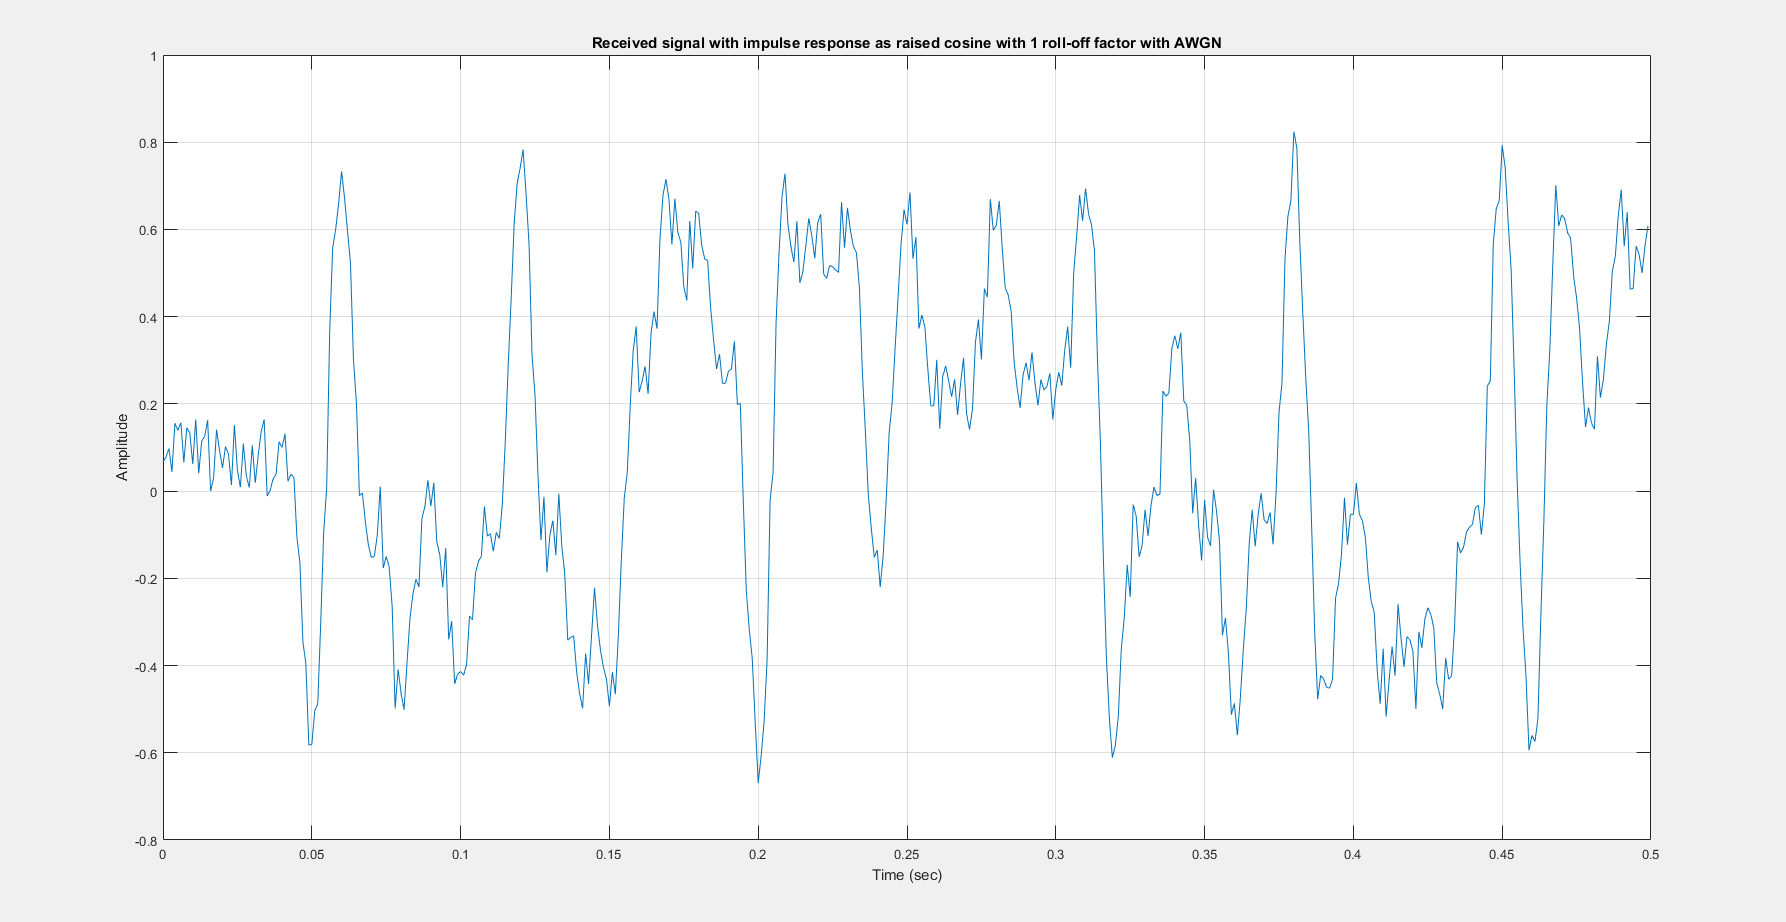 Received signal with impulse response as raised cosine with 1 roll-off factor with AWGN
1
0.8
0.6
0.4
0.2
0
-0.2
-0.4
-0.6
-0.8
Amplitude
0 0.05 0.1 0.15 0.2 0.25 0.3 0.35 0.4 0.45 0.5
Time (sec)